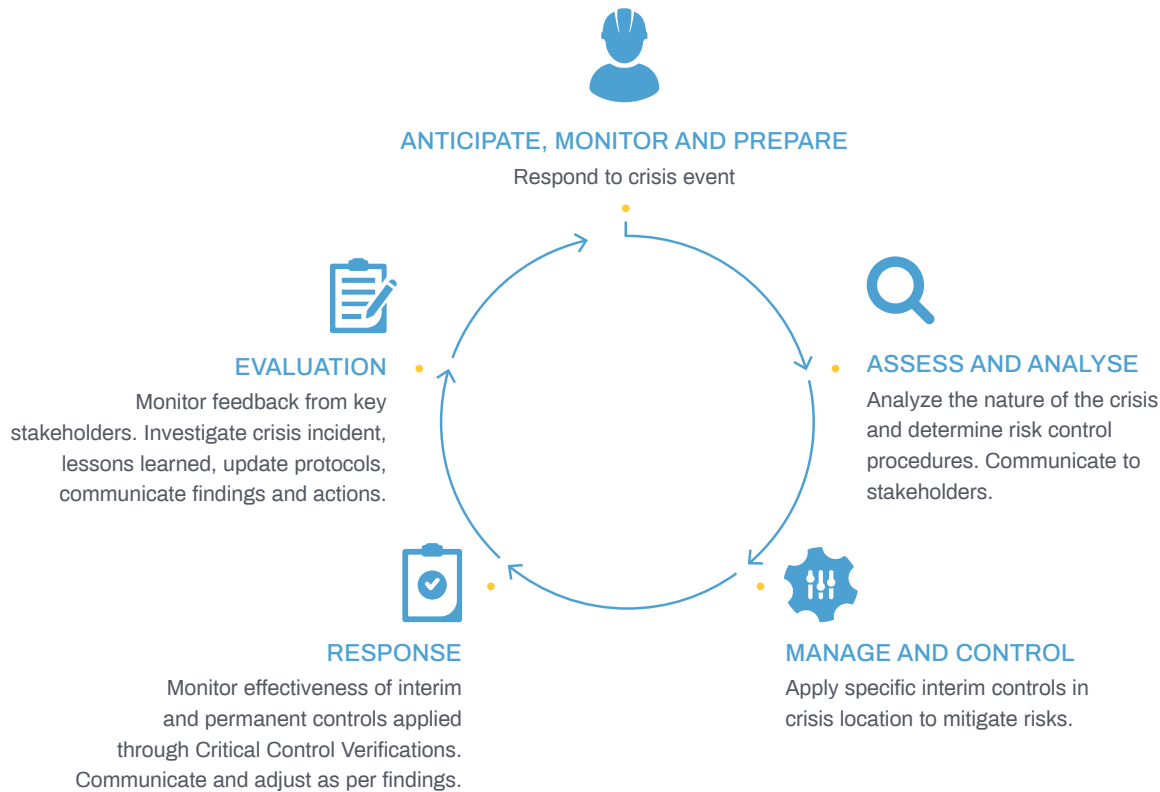 ANTICIPATE, MONITOR AND PREPARE
Respond to crisis event
ASSESS AND ANALYSE
Analyze the nature of the crisis
and determine risk control
procedures. Communicate to
stakeholders.
MANAGE AND CONTROL
Apply specific interim controls in
crisis location to mitigate risks.
RESPONSE
Monitor effectiveness of interim
and permanent controls applied
through Critical Control Verifications.
Communicate and adjust as per findings.
EVALUATION
Monitor feedback from key
stakeholders. Investigate crisis incident,
lessons learned, update protocols,
communicate findings and actions.